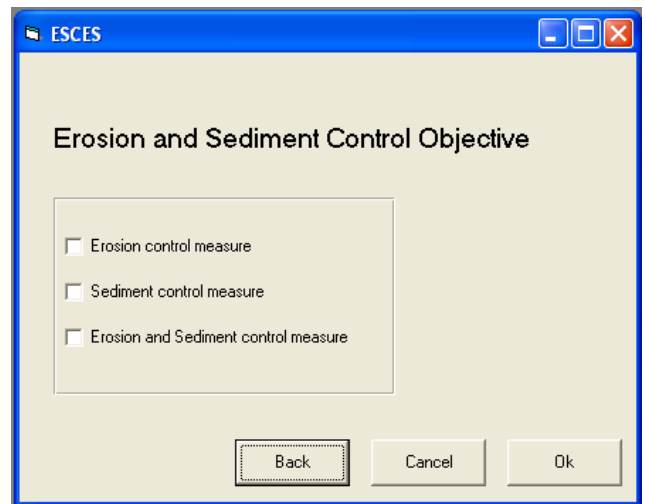 ESCES
Erosion and Sediment Control Objective
Erosion control measure
Sediment control measure
Erosion and Sediment control measure
Back Cancel Ok